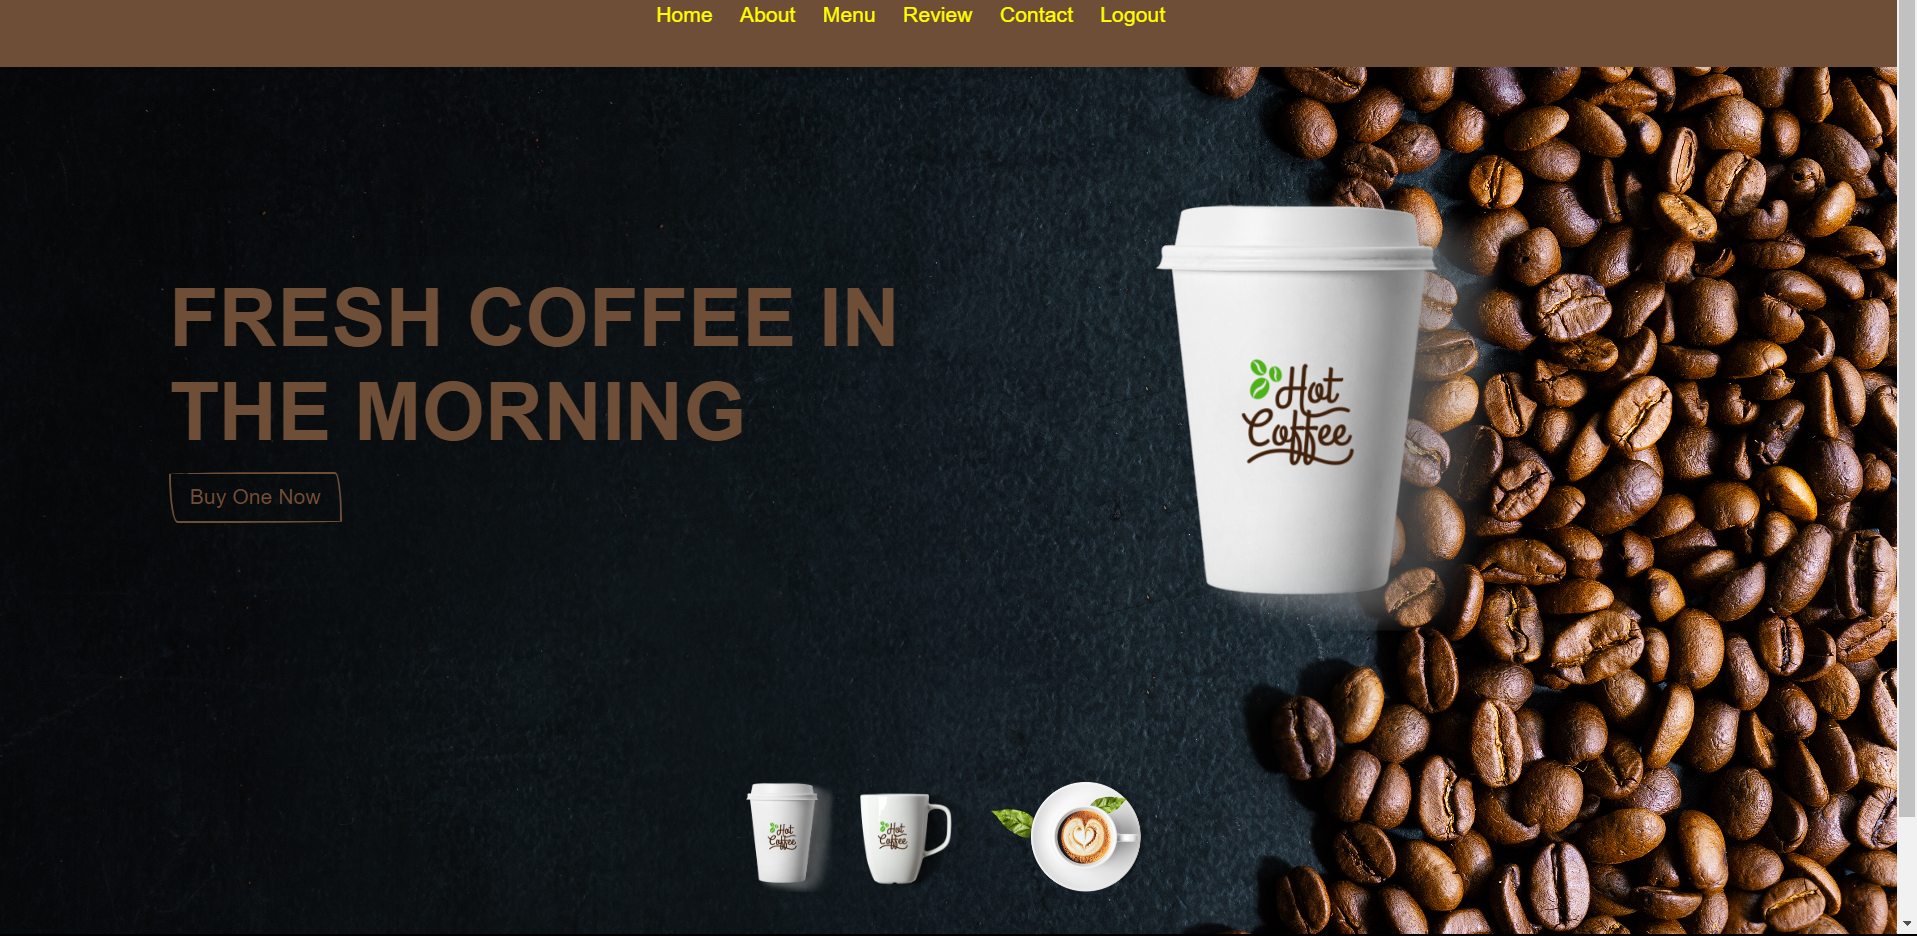 Home About Menu Review Contact Logout
FRESH COFFEE IN
THE MORNING
Buy One Now
Hot
Coffee
Hot
Coffee
Hot
Coffee